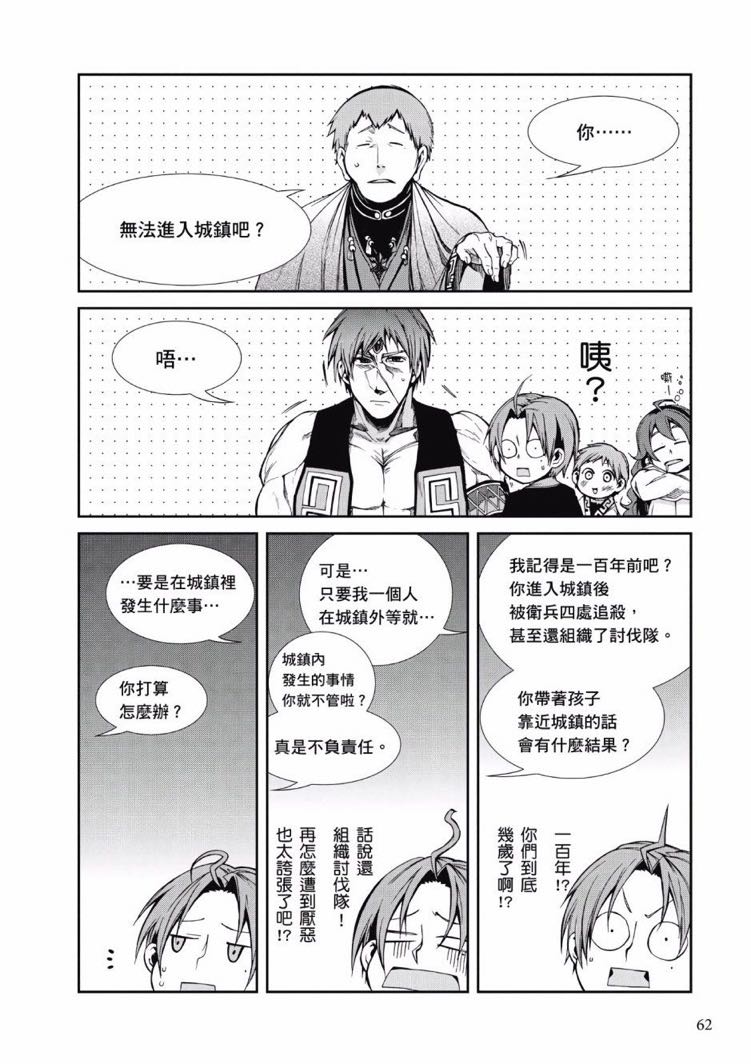 你……
無法進入城鎮吧？
咦？
嘶—
唔…
我記得是一百年前吧？
你進入城鎮後
被衛兵四處追殺，
甚至還組織了討伐隊。
你帶著孩子
靠近城鎮的話
會有什麼結果？
一百年!?
你們到底
幾歲了啊!?
可是…
只要我一個人
在城鎮外等就…
城鎮內
發生的事情
你就不管啦？
真是不負責任。
話說還
組織討伐隊！
再怎麼遭到厭惡
也太誇張了吧!?
…要是在城鎮裡
發生什麼事…
你打算
怎麼辦？
62